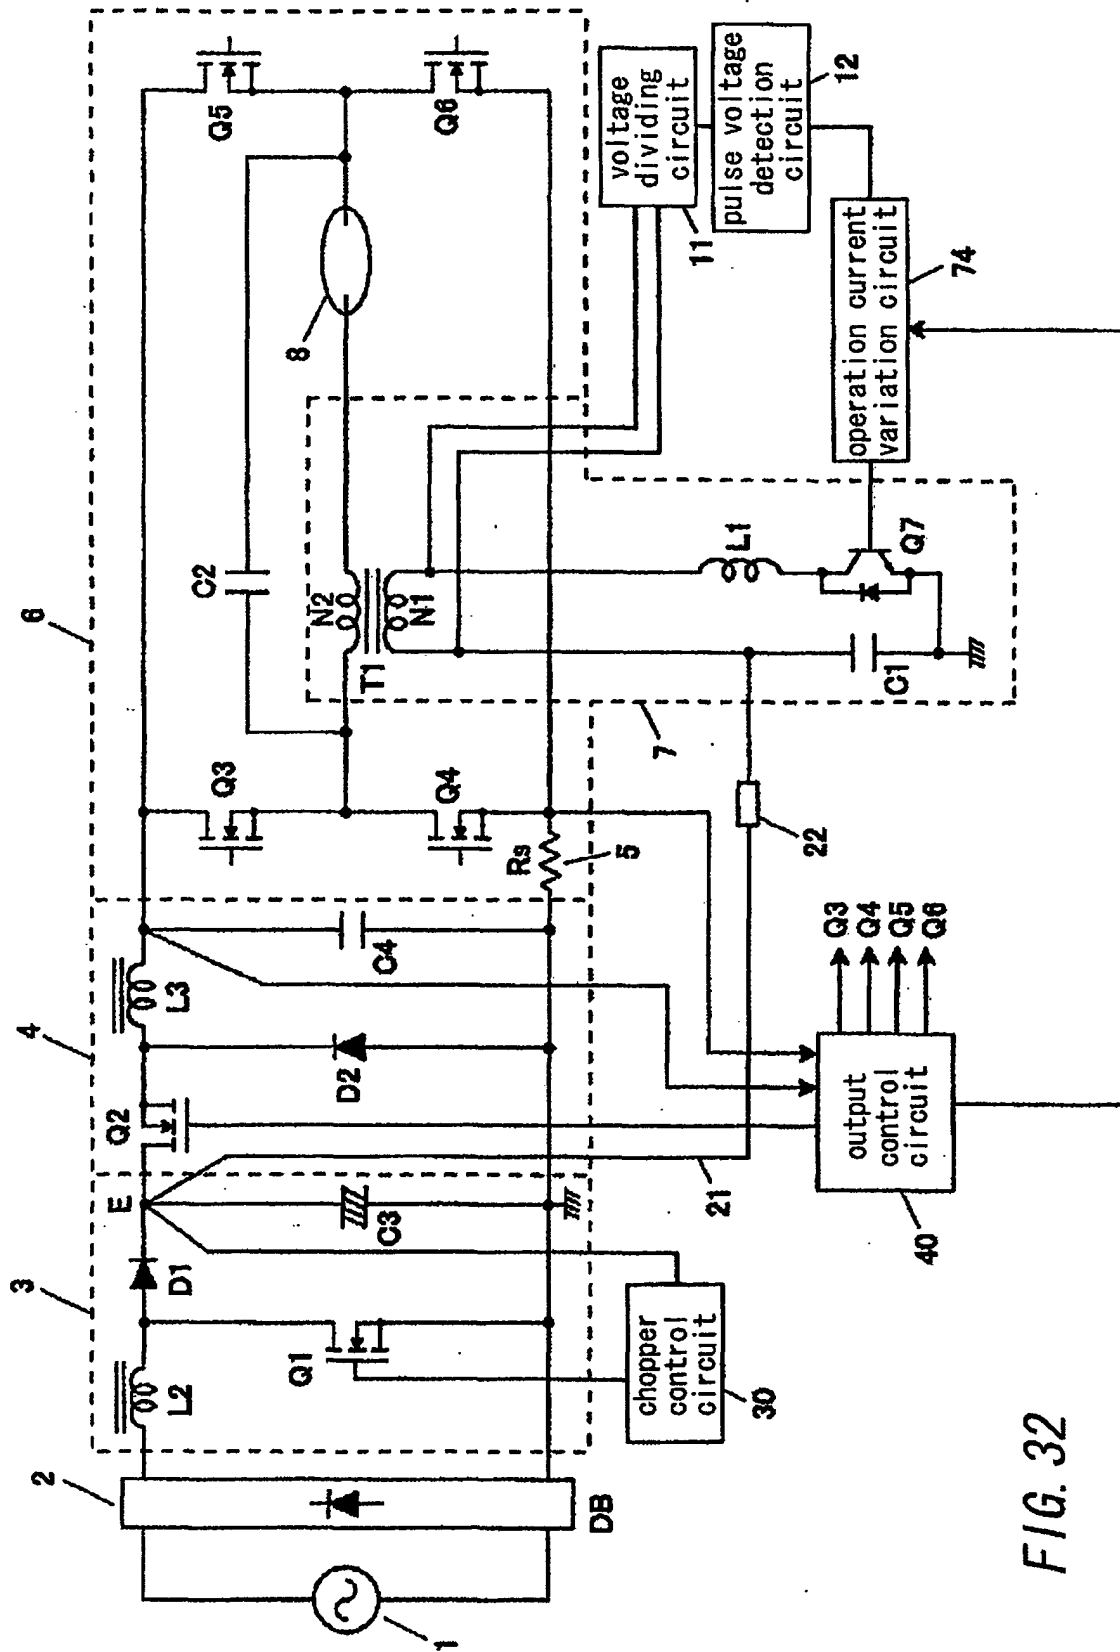 FIG. 32
1
2
DB
3
L2
Q1
D1
E
C3
chopper
control
circuit
30
4
Q2
D2
L3
C4
21
output
control
circuit
40
Q3
Q4
Q5
Q6
6
Q3
Q4
Rs
5
22
C2
T1
N2
N1
7
C1
L1
Q7
8
Q5
Q6
voltage
dividing
circuit
11
pulse voltage
detection
circuit
12
operation current
variation circuit
74